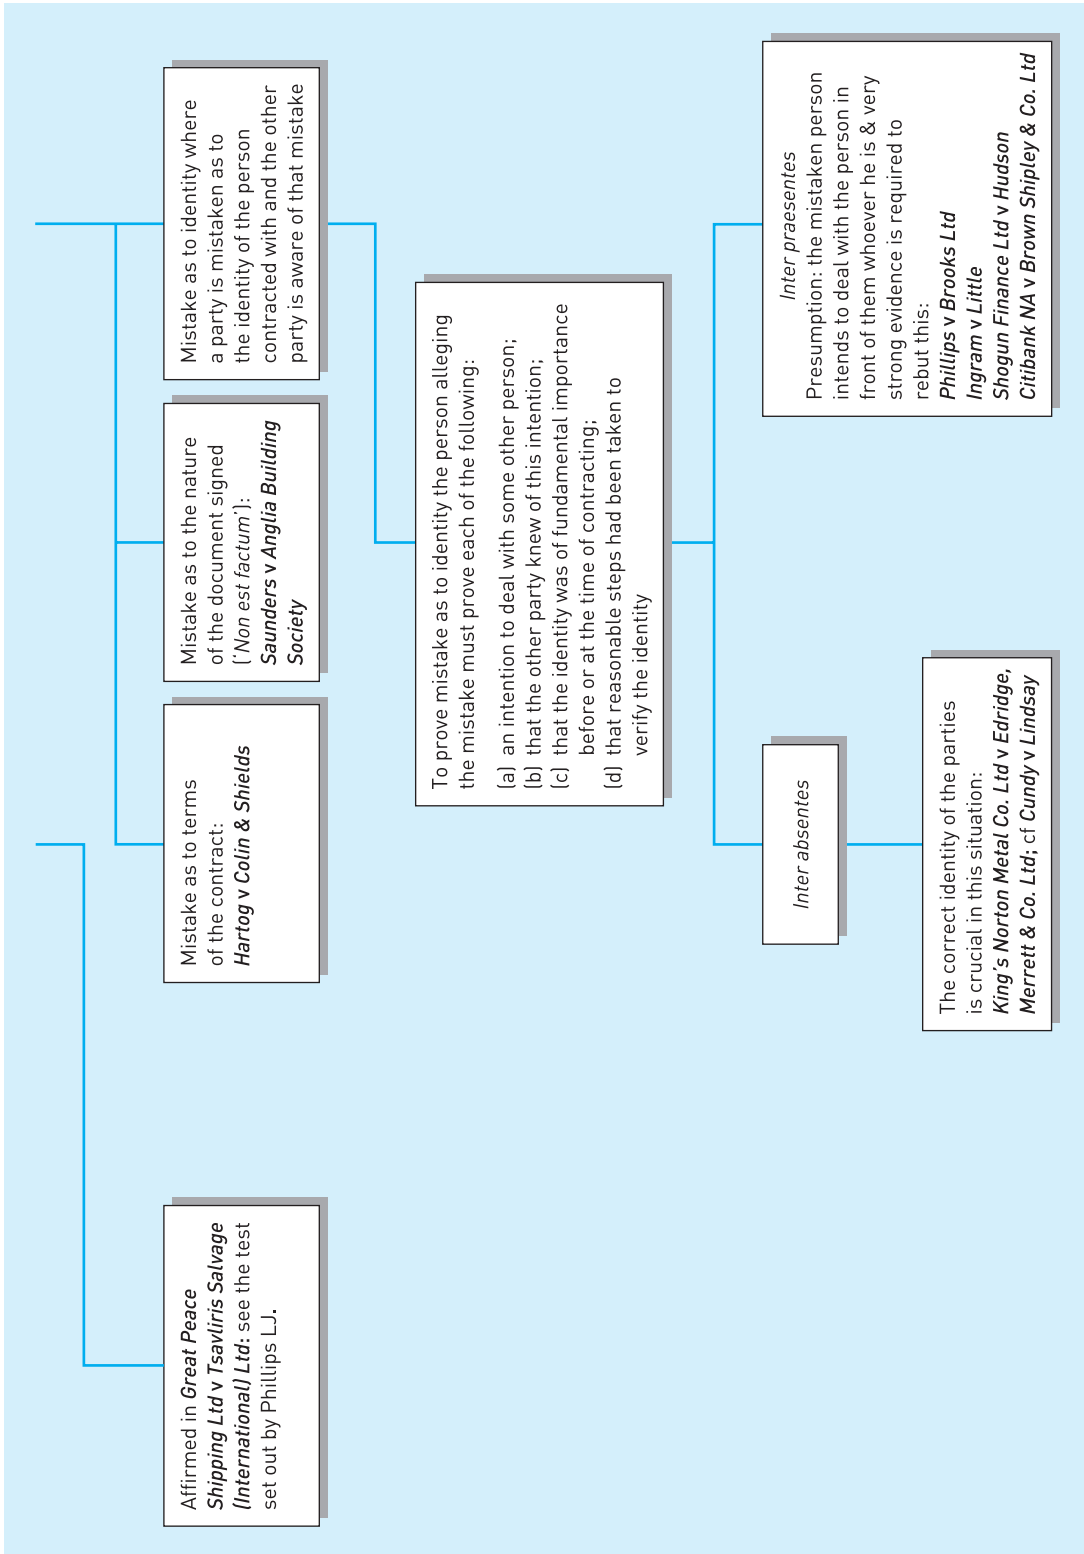 Affirmed in Great Peace
Shipping Ltd v Tsavliris Salvage
(International) Ltd: see the test
set out by Phillips LJ.
Mistake as to terms
of the contract:
Hartog v Colin & Shields
Mistake as to the nature
of the document signed
('Non est factum'):
Saunders v Anglia Building
Society
Mistake as to identity where
a party is mistaken as to
the identity of the person
contracted with and the other
party is aware of that mistake
To prove mistake as to identity the person alleging
the mistake must prove each of the following:
(a) an intention to deal with some other person;
(b) that the other party knew of this intention;
(c) that the identity was of fundamental importance
before or at the time of contracting;
(d) that reasonable steps had been taken to
verify the identity
Inter absentes
The correct identity of the parties
is crucial in this situation:
King's Norton Metal Co. Ltd v Edridge,
Merrett & Co. Ltd; cf Cundy v Lindsay
Inter praesentes
Presumption: the mistaken person
intends to deal with the person in
front of them whoever he is & very
strong evidence is required to
rebut this:
Phillips v Brooks Ltd
Ingram v Little
Shogun Finance Ltd v Hudson
Citibank NA v Brown Shipley & Co. Ltd